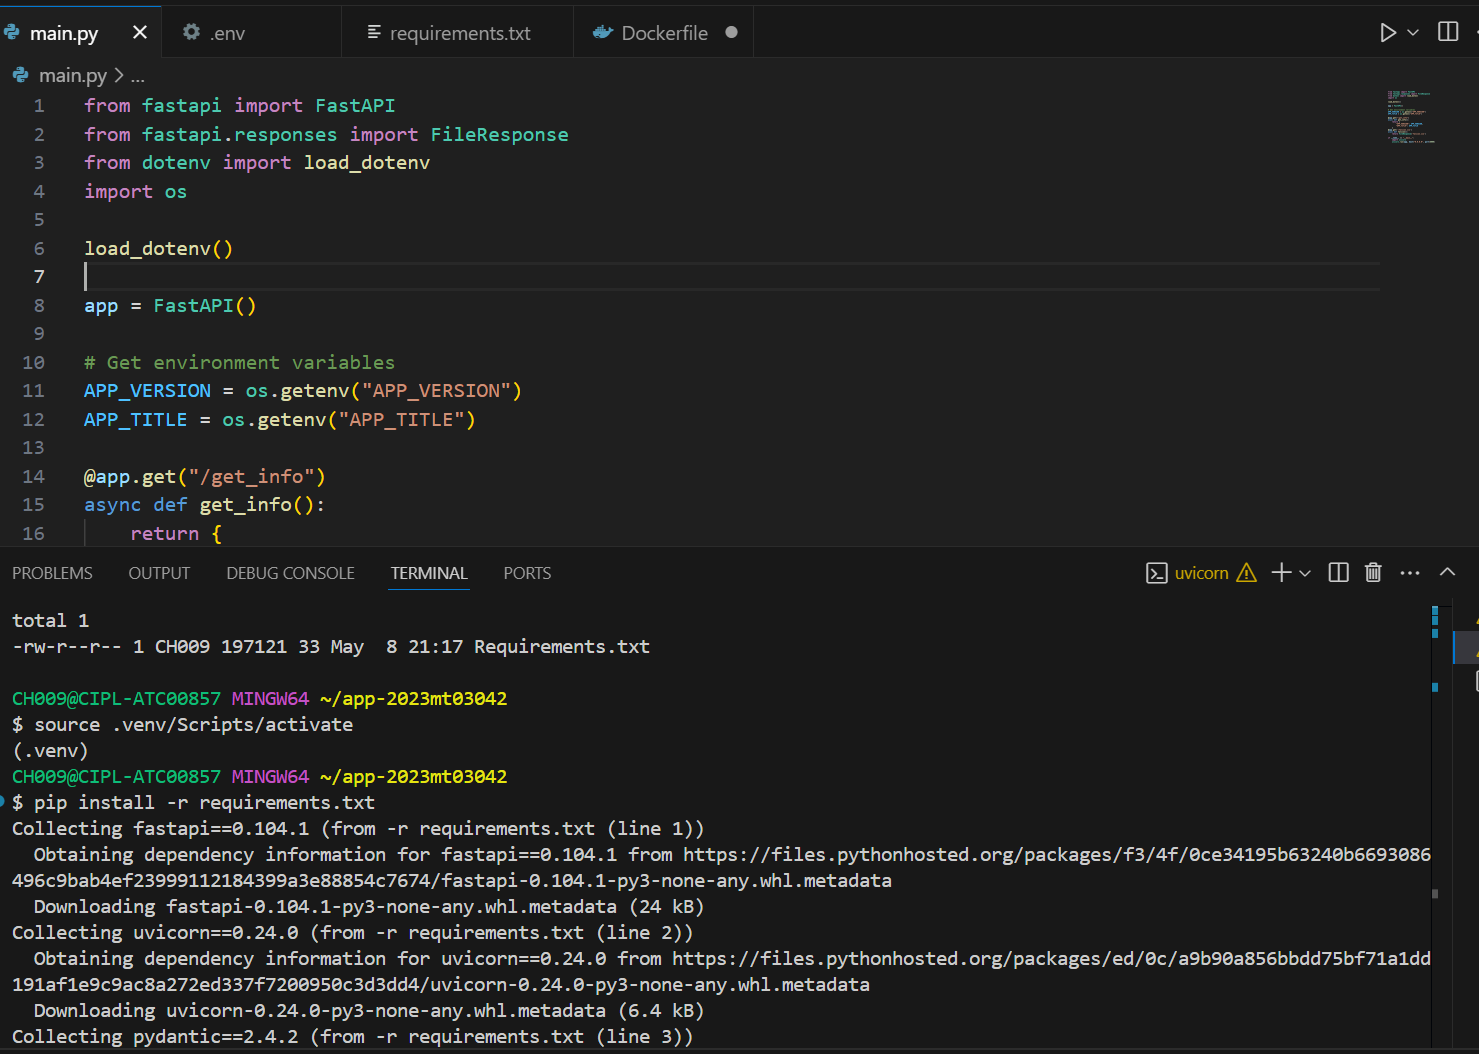 main.py
.env
requirements.txt
Dockerfile
main.py > ...
1 from fastapi import FastAPI
2 from fastapi.responses import FileResponse
3 from dotenv import load_dotenv
4 import os
5
6 load_dotenv()
7
8 app = FastAPI()
9
10 # Get environment variables
11 APP_VERSION = os.getenv("APP_VERSION")
12 APP_TITLE = os.getenv("APP_TITLE")
13
14 @app.get("/get_info")
15 async def get_info():
16 return {
PROBLEMS OUTPUT DEBUG CONSOLE TERMINAL PORTS uvicorn
total 1
-rw-r--r-- 1 CH009 197121 33 May  8 21:17 Requirements.txt
CH009@CIPL-ATC00857 MINGW64 ~/app-2023mt03042
$ source .venv/Scripts/activate
(.venv)
CH009@CIPL-ATC00857 MINGW64 ~/app-2023mt03042
$ pip install -r requirements.txt
Collecting fastapi==0.104.1 (from -r requirements.txt (line 1))
  Obtaining dependency information for fastapi==0.104.1 from https://files.pythonhosted.org/packages/f3/4f/0ce34195b63240b6693086
496c9bab4ef23999112184399a3e88854c7674/fastapi-0.104.1-py3-none-any.whl.metadata
  Downloading fastapi-0.104.1-py3-none-any.whl.metadata (24 kB)
Collecting uvicorn==0.24.0 (from -r requirements.txt (line 2))
  Obtaining dependency information for uvicorn==0.24.0 from https://files.pythonhosted.org/packages/ed/0c/a9b90a856bbdd75bf71a1dd
191af1e9c9ac8a272ed337f7200950c3d3dd4/uvicorn-0.24.0-py3-none-any.whl.metadata
  Downloading uvicorn-0.24.0-py3-none-any.whl.metadata (6.4 kB)
Collecting pydantic==2.4.2 (from -r requirements.txt (line 3))